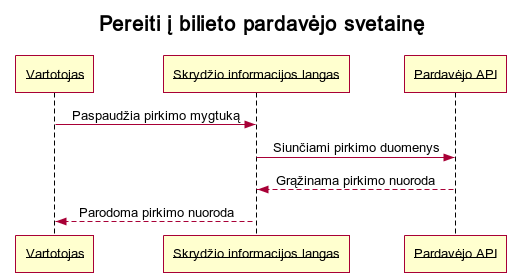 Pereiti į bilieto pardavėjo svetainę
Vartotojas
Skrydžio informacijos langas
Pardavėjo API
Paspaudžia pirkimo mygtuką
Siunčiami pirkimo duomenys
Grąžinama pirkimo nuoroda
Parodoma pirkimo nuoroda
Vartotojas
Skrydžio informacijos langas
Pardavėjo API